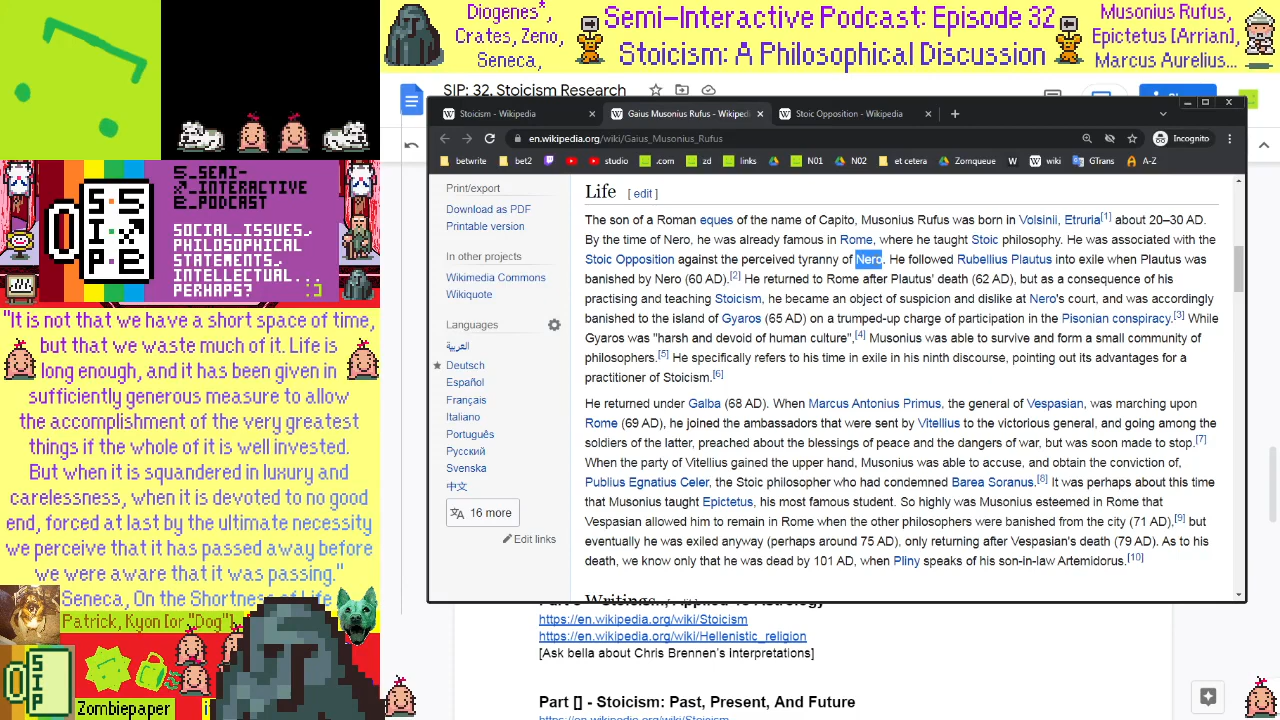 Diogenes*,
Crates, Zeno,
Seneca,
Semi-Interactive Podcast: Episode 32
Stoicism: A Philosophical Discussion
Musonius Rufus,
Epictetus [Arrian],
Marcus Aurelius...
S_SEMI-
_INTERACTIVE
_PODCAST
SOCIAL_ISSUES,
PHILOSOPHICAL
STATEMENTS,
INTELLECTUAL..
PERHAPS? :j
"It is not that we have a short space of time,
but that we waste much of it. Life is
long enough, and it has been given in
sufficiently generous measure to allow
the accomplishment of the very greatest
things if the whole of it is well invested.
But when it is squandered in luxury and
carelessness, when it is devoted to no good
end, forced at last by the ultimate necessity
we perceive that it has passed away before
we were aware that it was passing."
Seneca, On the Shortness of Life
Patrick, Kyon [or "Dog"],
SIP
Zombiepaper
SIP: 32, Stoicism Research
Stoicism - Wikipedia
Gaius Musonius Rufus - Wikiped
Stoic Opposition - Wikipedia
en.wikipedia.org/wiki/Gaius_Musonius_Rufus
Incognito
betwrite
bet2
studio
.com
zd
links
N01
N02
et cetera
Zomqueue
W
wiki
GTrans
A-Z
Print/export
Download as PDF
Printable version
In other projects
Wikimedia Commons
Wikiquote
Languages
العربية
Deutsch
Español
Français
Italiano
Português
Русский
Svenska
中文
16 more
Edit links
Life [ edit ]
The son of a Roman eques of the name of Capito, Musonius Rufus was born in Volsinii, Etruria[1] about 20–30 AD.
By the time of Nero, he was already famous in Rome, where he taught Stoic philosophy. He was associated with the
Stoic Opposition against the perceived tyranny of Nero. He followed Rubellius Plautus into exile when Plautus was
banished by Nero (60 AD).[2] He returned to Rome after Plautus' death (62 AD), but as a consequence of his
practising and teaching Stoicism, he became an object of suspicion and dislike at Nero's court, and was accordingly
banished to the island of Gyaros (65 AD) on a trumped-up charge of participation in the Pisonian conspiracy.[3] While
Gyaros was "harsh and devoid of human culture",[4] Musonius was able to survive and form a small community of
philosophers.[5] He specifically refers to his time in exile in his ninth discourse, pointing out its advantages for a
practitioner of Stoicism.[6]
He returned under Galba (68 AD). When Marcus Antonius Primus, the general of Vespasian, was marching upon
Rome (69 AD), he joined the ambassadors that were sent by Vitellius to the victorious general, and going among the
soldiers of the latter, preached about the blessings of peace and the dangers of war, but was soon made to stop.[7]
When the party of Vitellius gained the upper hand, Musonius was able to accuse, and obtain the conviction of,
Publius Egnatius Celer, the Stoic philosopher who had condemned Barea Soranus.[8] It was perhaps about this time
that Musonius taught Epictetus, his most famous student. So highly was Musonius esteemed in Rome that
Vespasian allowed him to remain in Rome when the other philosophers were banished from the city (71 AD),[9] but
eventually he was exiled anyway (perhaps around 75 AD), only returning after Vespasian's death (79 AD). As to his
death, we know only that he was dead by 101 AD, when Pliny speaks of his son-in-law Artemidorus.[10]
https://en.wikipedia.org/wiki/Stoicism
https://en.wikipedia.org/wiki/Hellenistic_religion
[Ask bella about Chris Brennen's interpretations]
Part [] - Stoicism: Past, Present, And Future
https://en.wikipedia.org/wiki/Stoicism